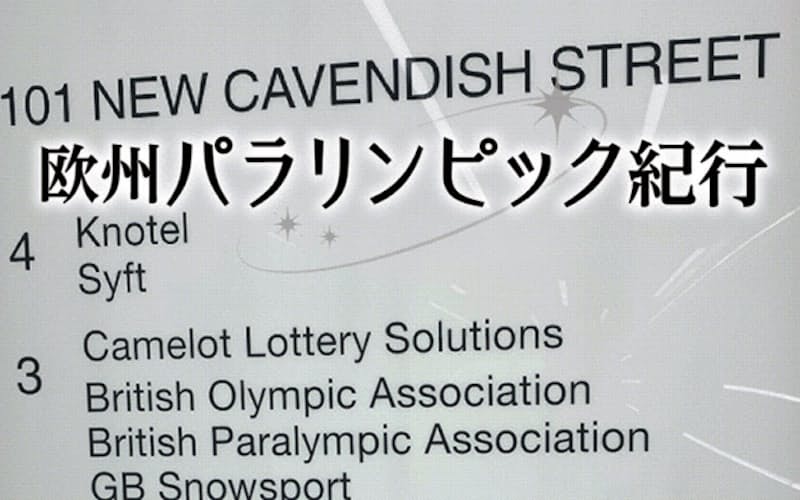 101 NEW CAVENDISH STREET
欧州パラリンピック紀行
4 Knotel
Syft
3 Camelot Lottery Solutions
British Olympic Association
British Paralympic Association
GB Snowsport